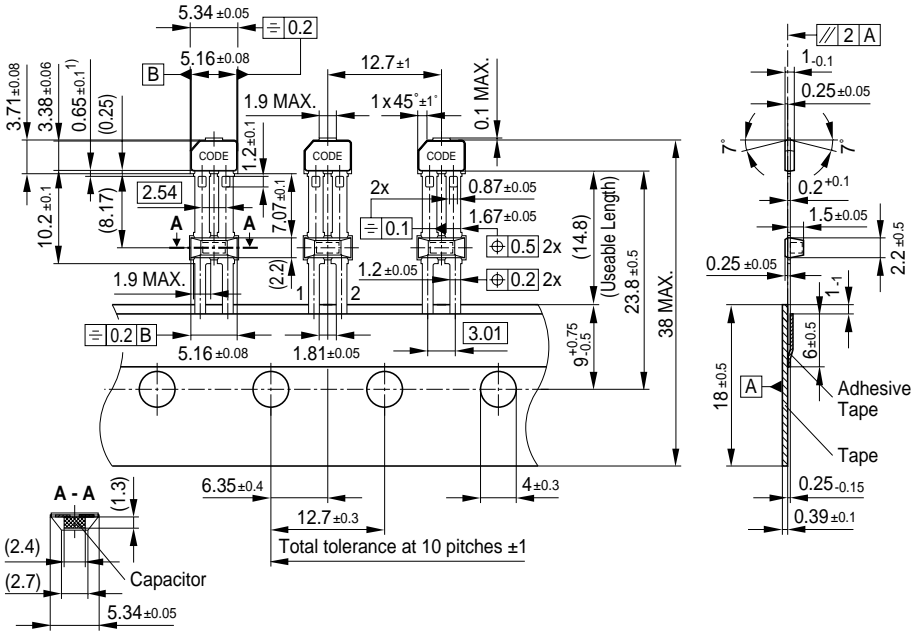 5.34 ±0.05
⌯ 0.2
B
5.16 ±0.08
12.7 ±1
1.9 MAX.
1 x 45° ±1°
0.1 MAX.
3.71 ±0.08
3.38 ±0.06
0.65 ±0.1 1)
(0.25)
1.2 ±0.1
CODE
CODE
CODE
2.54
10.2 ±0.1
(8.17)
A A
7.07 ±0.1
2x
0.87 ±0.05
⌯ 0.1
1.67 ±0.05
⌖ 0.5 2x
1.2 ±0.05
⌖ 0.2 2x
(2.2)
1.9 MAX.
1 2
⌯ 0.2 B
5.16 ±0.08
1.81 ±0.05
3.01
(14.8)
(Useable Length)
23.8 ±0.5
38 MAX.
9 +0.75 -0.5
6.35 ±0.4
4 ±0.3
12.7 ±0.3
Total tolerance at 10 pitches ±1
// 2 A
1 -0.1
0.25 ±0.05
7° 7°
0.2 +0.1
1.5 ±0.05
2.2 ±0.5
0.25 ±0.05
1 -1
18 ±0.5
6 ±0.5
A
Adhesive
Tape
Tape
0.25 -0.15
0.39 ±0.1
A - A
(1.3)
(2.4)
(2.7)
Capacitor
5.34 ±0.05